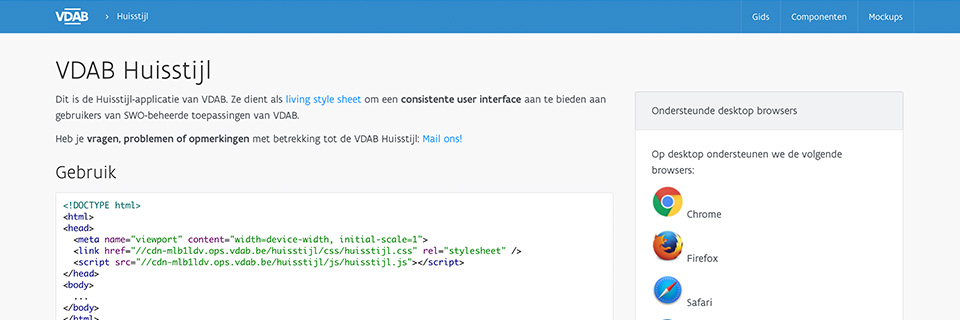 VDAB › Huisstijl Gids Componenten Mockups
VDAB Huisstijl
Dit is de Huisstijl-applicatie van VDAB. Ze dient als living style sheet om een consistente user interface aan te bieden aan
gebruikers van SWO-beheerde toepassingen van VDAB.
Heb je vragen, problemen of opmerkingen met betrekking tot de VDAB Huisstijl: Mail ons!
Gebruik
<!DOCTYPE html>
<html>
<head>
<meta name="viewport" content="width=device-width, initial-scale=1">
<link href="//cdn-mlb1ldv.ops.vdab.be/huisstijl/css/huisstijl.css" rel="stylesheet" />
<script src="//cdn-mlb1ldv.ops.vdab.be/huisstijl/js/huisstijl.js"></script>
</head>
<body>
...
</body>
</html>
Ondersteunde desktop browsers
Op desktop ondersteunen we de volgende
browsers:
Chrome
Firefox
Safari